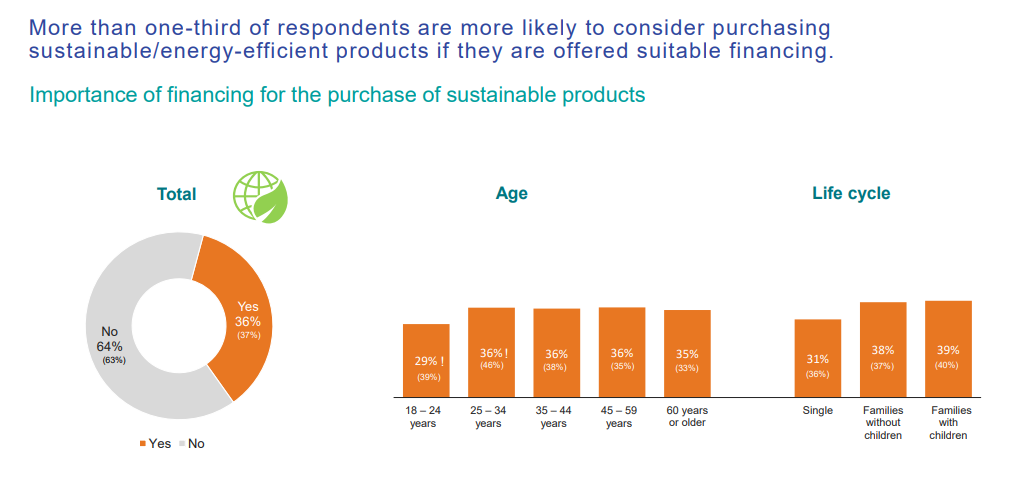 More than one-third of respondents are more likely to consider purchasing
sustainable/energy-efficient products if they are offered suitable financing.
Importance of financing for the purchase of sustainable products
Total
Yes
36%
(37%)
No
64%
(63%)
Yes No
Age
29% !
(39%)
36% !
(46%)
36%
(38%)
36%
(35%)
35%
(33%)
18 – 24
years
25 – 34
years
35 – 44
years
45 – 59
years
60 years
or older
Life cycle
31%
(36%)
38%
(37%)
39%
(40%)
Single
Families
without
children
Families
with
children